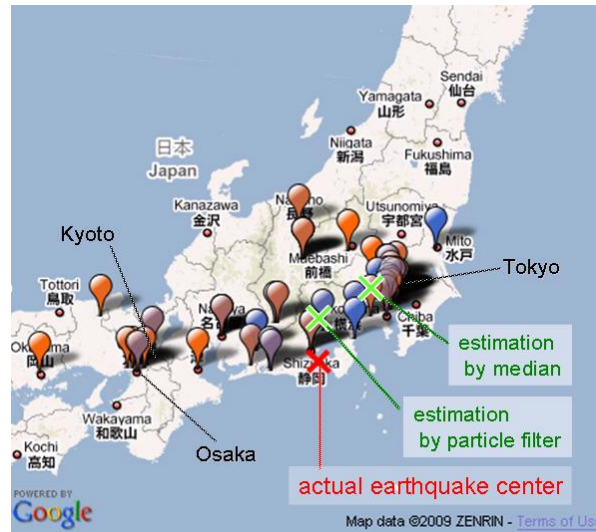 Sendai
仙台
Yamagata
山形
Niigata
新潟
Fukushima
福島
日本
Japan
Kanazawa
金沢
Utsunomiya
宇都宮
Mito
水戸
Maebashi
前橋
Kyoto
Tokyo
Tottori
鳥取
Chiba
千葉
estimation
by median
静岡
Wakayama
和歌山
estimation
by particle filter
Osaka
Kochi
高知
actual earthquake center
POWERED BY
Google
Map data ©2009 ZENRIN - Terms of Us